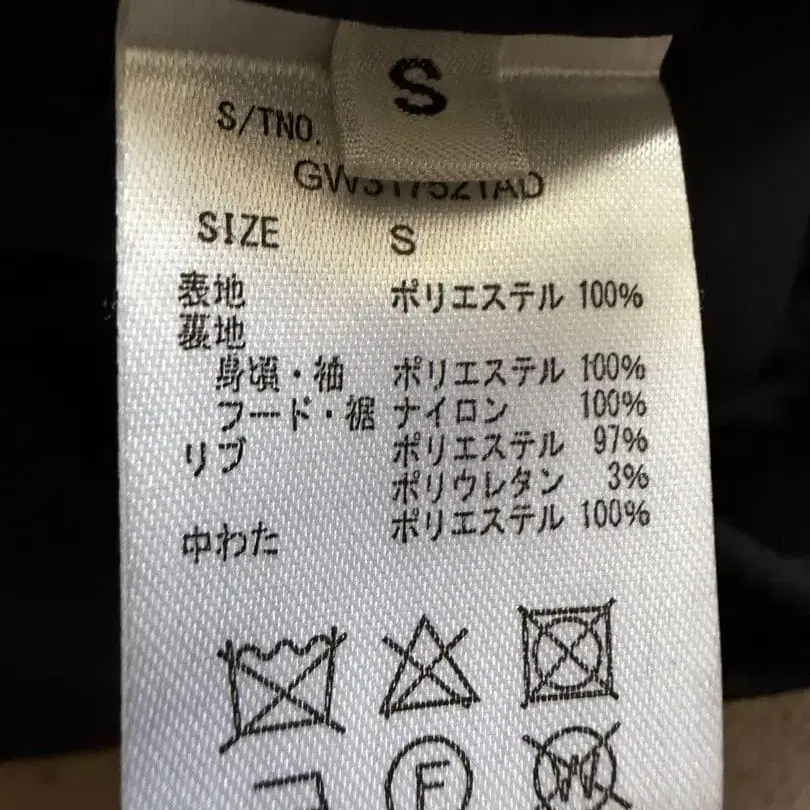 S
S/TNO.
GW317521AD
SIZE S
表地 ポリエステル 100%
裏地
身頃・袖 ポリエステル 100%
フード・裾 ナイロン 100%
リブ ポリエステル 97%
ポリウレタン 3%
中わた ポリエステル 100%
F W